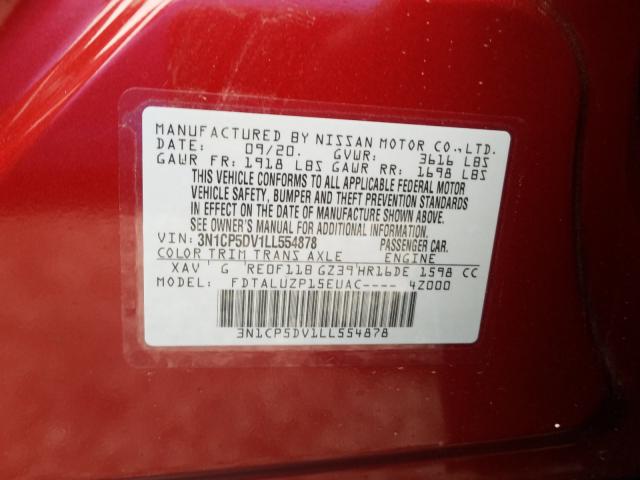 MANUFACTURED BY NISSAN MOTOR CO.,LTD.
DATE: 09/20. GVWR: 3616 LBS
GAWR FR: 1918 LBS GAWR RR: 1698 LBS
THIS VEHICLE CONFORMS TO ALL APPLICABLE FEDERAL MOTOR
VEHICLE SAFETY, BUMPER AND THEFT PREVENTION STANDARDS
IN EFFECT ON THE DATE OF MANUFACTURE SHOWN ABOVE.
SEE OWNER'S MANUAL FOR ADDITIONAL INFORMATION.
VIN: 3N1CP5DV1LL554878 PASSENGER CAR.
COLOR TRIM TRANS AXLE ENGINE
XAV G RE0F11B GZ39 HR16DE 1598 CC
MODEL: FDTALUZP15EUAC---- 4Z000
3N1CP5DV1LL554878